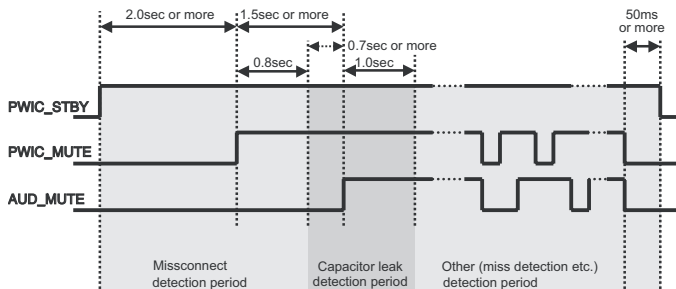 2.0sec or more
1.5sec or more
50ms
or more
0.7sec or more
0.8sec
1.0sec
PWIC_STBY
PWIC_MUTE
AUD_MUTE
Missconnect
detection period
Capacitor leak
detection period
Other (miss detection etc.)
detection period